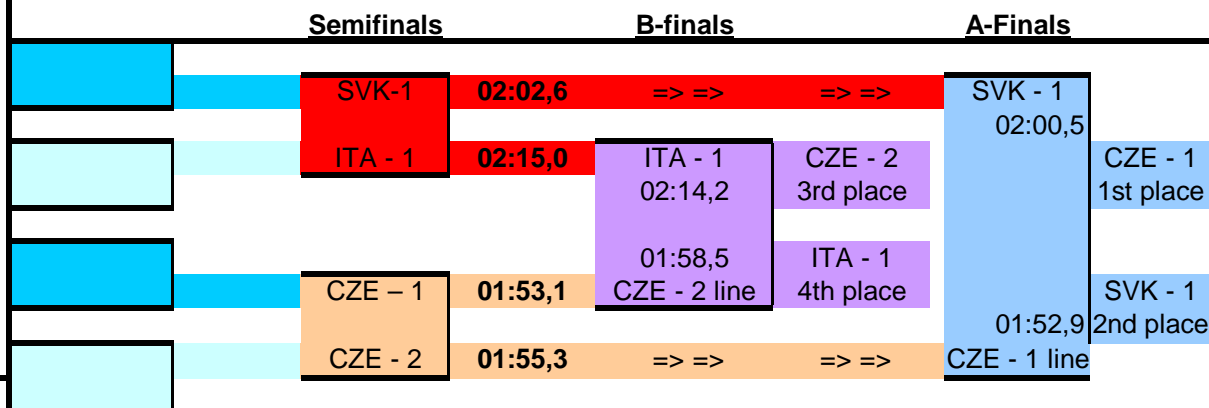 Semifinals B-finals A-Finals
SVK-1 02:02,6 => => => => SVK - 1
02:00,5
ITA - 1 02:15,0 ITA - 1 CZE - 2 CZE - 1
02:14,2 3rd place 1st place
01:58,5 ITA - 1
CZE – 1 01:53,1 CZE - 2 line 4th place SVK - 1
01:52,9 2nd place
CZE - 2 01:55,3 => => => => CZE - 1 line